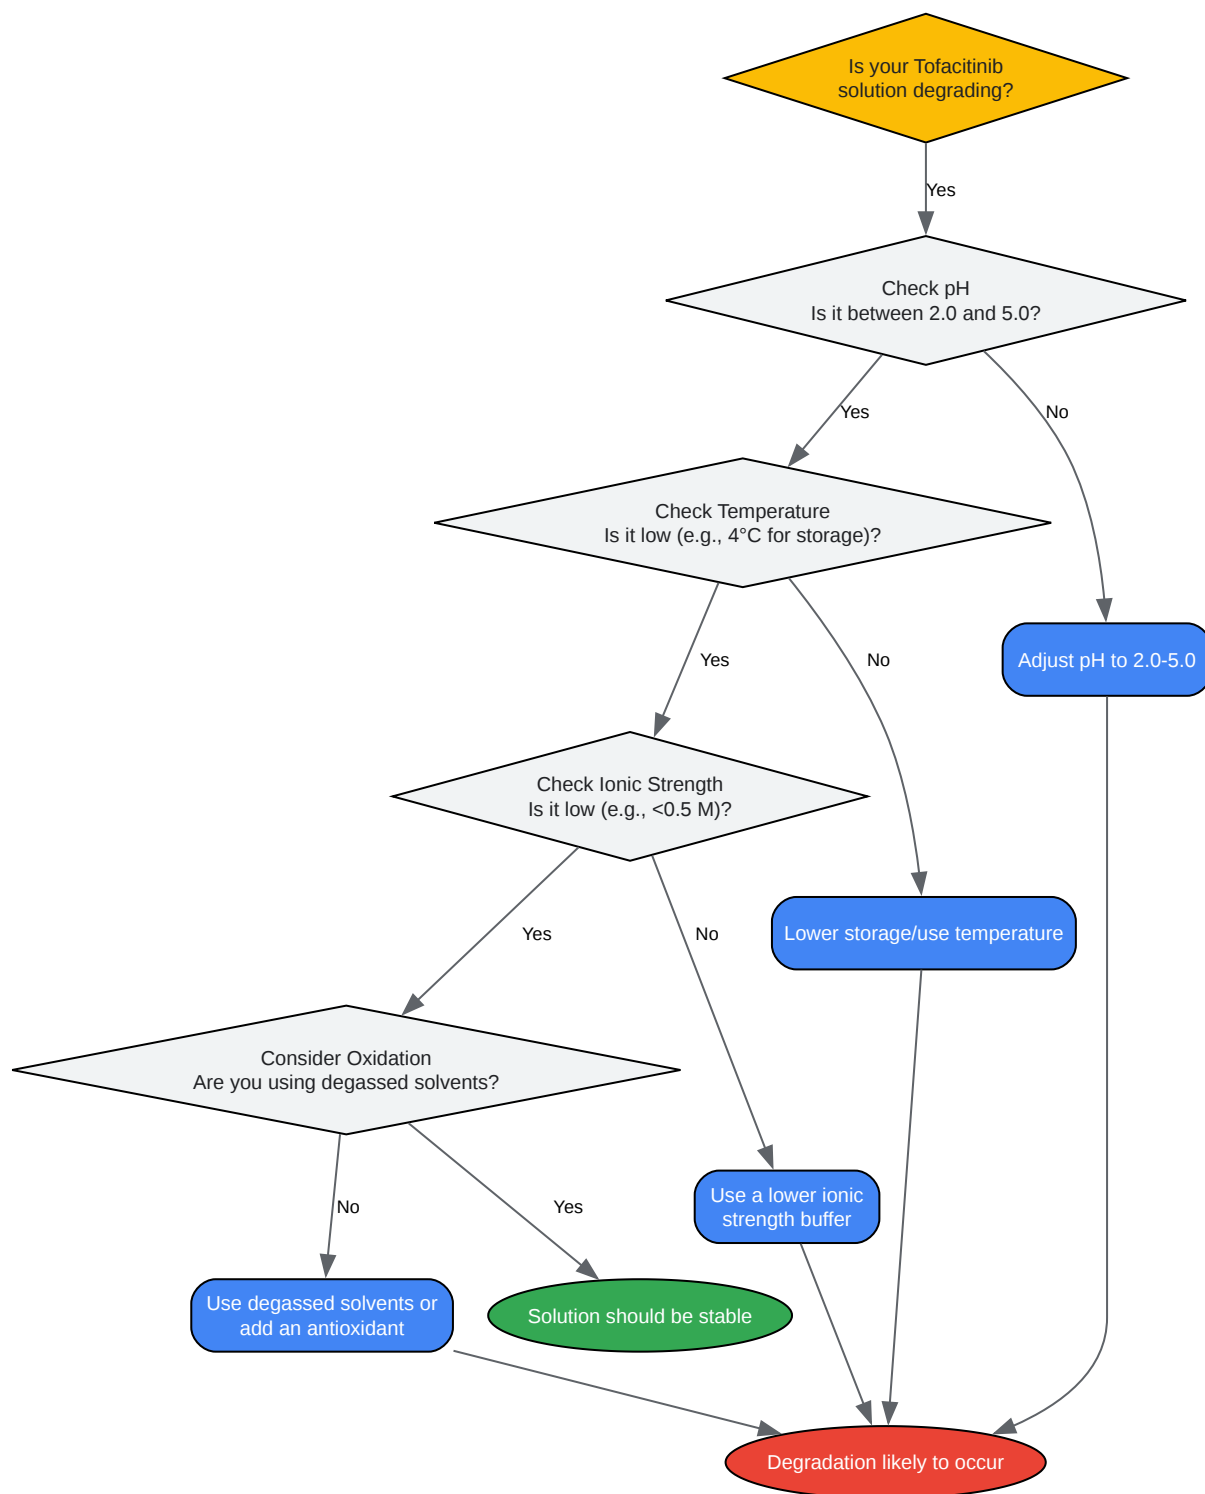 Is your Tofacitinib
solution degrading?
Yes
Check pH
Is it between 2.0 and 5.0?
Yes
No
Check Temperature
Is it low (e.g., 4°C for storage)?
Yes
No
Adjust pH to 2.0-5.0
Check Ionic Strength
Is it low (e.g., <0.5 M)?
Yes
No
Lower storage/use temperature
Consider Oxidation
Are you using degassed solvents?
No
Yes
Use a lower ionic
strength buffer
Use degassed solvents or
add an antioxidant
Solution should be stable
Degradation likely to occur